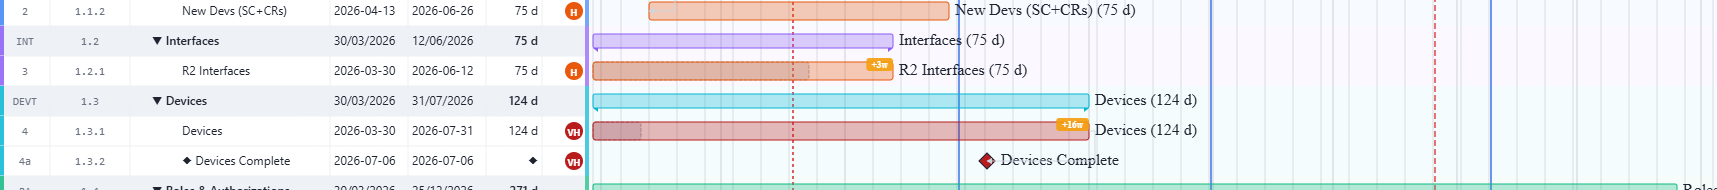 2 1.1.2 New Devs (SC+CRs) 2026-04-13 2026-06-26 75 d H New Devs (SC+CRs) (75 d)
INT 1.2 ▼ Interfaces 30/03/2026 12/06/2026 75 d Interfaces (75 d)
3 1.2.1 R2 Interfaces 2026-03-30 2026-06-12 75 d H +3w R2 Interfaces (75 d)
DEVT 1.3 ▼ Devices 30/03/2026 31/07/2026 124 d Devices (124 d)
4 1.3.1 Devices 2026-03-30 2026-07-31 124 d VH +16w Devices (124 d)
4a 1.3.2 ◆ Devices Complete 2026-07-06 2026-07-06 ◆ VH Devices Complete
Roles & Authorizations 271 d Roles